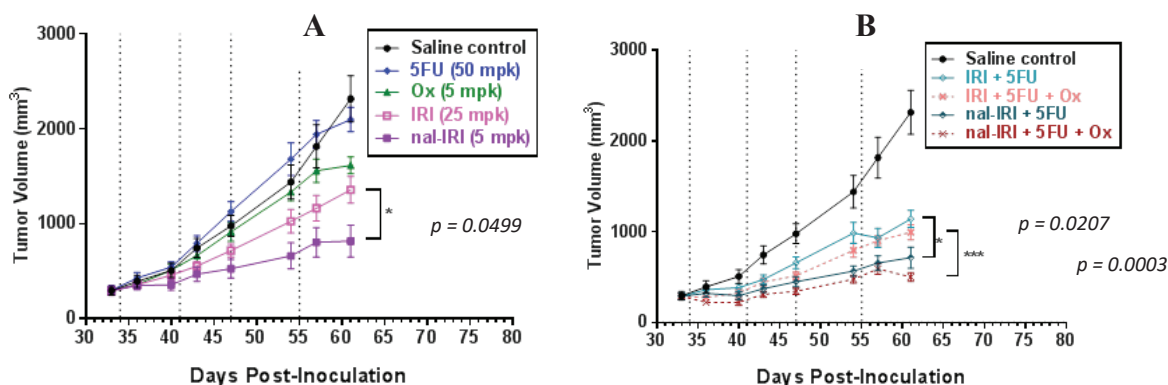 A
Tumor Volume (mm³)
3000
2000
1000
0
30 35 40 45 50 55 60 65 70 75 80
Days Post-Inoculation
Saline control
5FU (50 mpk)
Ox (5 mpk)
IRI (25 mpk)
nal-IRI (5 mpk)
*
p = 0.0499
B
Tumor Volume (mm³)
3000
2000
1000
0
30 35 40 45 50 55 60 65 70 75 80
Days Post-Inoculation
Saline control
IRI + 5FU
IRI + 5FU + Ox
nal-IRI + 5FU
nal-IRI + 5FU + Ox
*
***
p = 0.0207
p = 0.0003